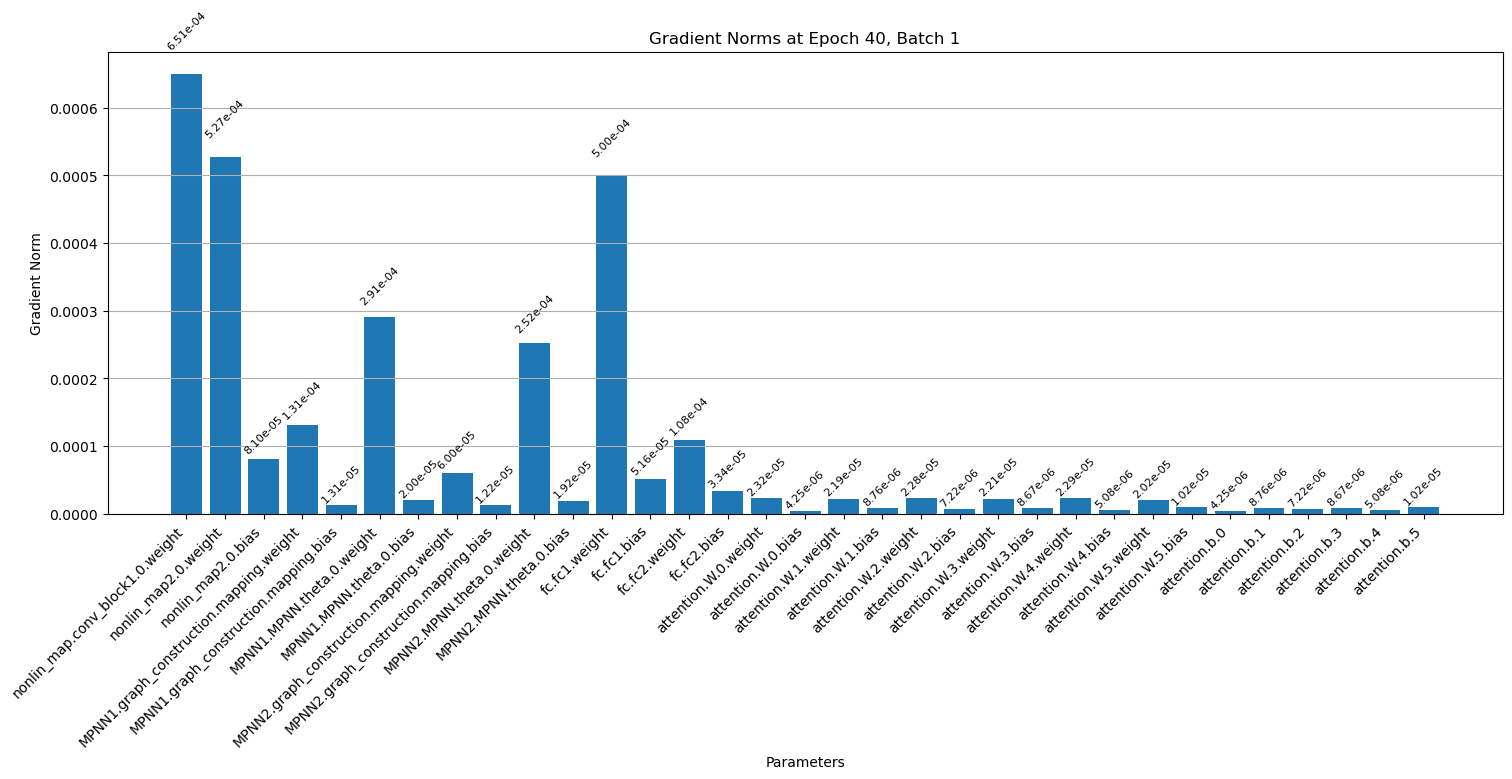 Gradient Norms at Epoch 40, Batch 1
Gradient Norm
0.0006
0.0005
0.0004
0.0003
0.0002
0.0001
0.0000
6.51e-04
5.27e-04
8.10e-05
1.31e-04
1.31e-05
2.91e-04
2.00e-05
6.00e-05
1.22e-05
2.52e-04
1.92e-05
5.00e-04
5.16e-05
1.08e-04
3.34e-05
2.32e-05
4.25e-06
2.19e-05
8.76e-06
2.28e-05
7.22e-06
2.21e-05
8.67e-06
2.29e-05
5.08e-06
2.02e-05
1.02e-05
4.25e-06
8.76e-06
7.22e-06
8.67e-06
5.08e-06
1.02e-05
nonlin_map.conv_block1.0.weight
nonlin_map2.0.weight
nonlin_map2.0.bias
MPNN1.graph_construction.mapping.weight
MPNN1.graph_construction.mapping.bias
MPNN1.MPNN.theta.0.weight
MPNN1.MPNN.theta.0.bias
MPNN2.graph_construction.mapping.weight
MPNN2.graph_construction.mapping.bias
MPNN2.MPNN.theta.0.weight
MPNN2.MPNN.theta.0.bias
fc.fc1.weight
fc.fc1.bias
fc.fc2.weight
fc.fc2.bias
attention.W.0.weight
attention.W.0.bias
attention.W.1.weight
attention.W.1.bias
attention.W.2.weight
attention.W.2.bias
attention.W.3.weight
attention.W.3.bias
attention.W.4.weight
attention.W.4.bias
attention.W.5.weight
attention.W.5.bias
attention.b.0
attention.b.1
attention.b.2
attention.b.3
attention.b.4
attention.b.5
Parameters